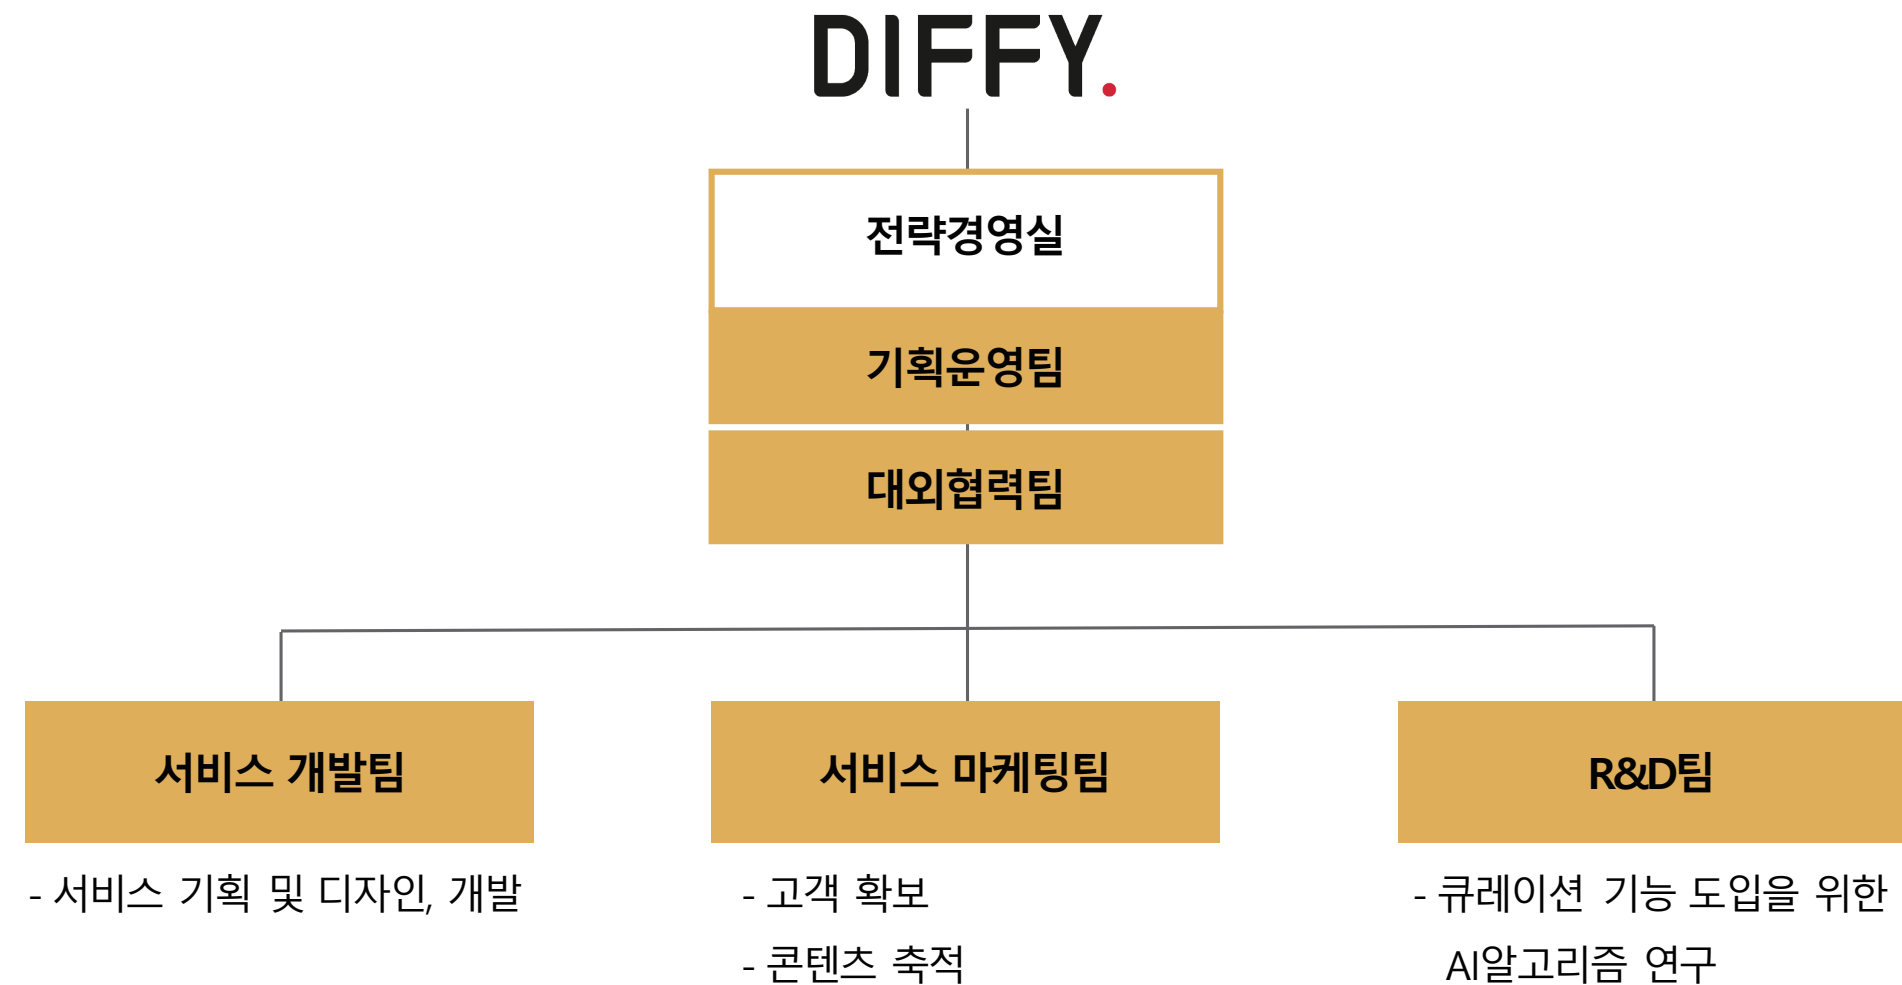 DIFFY.
전략경영실
기획운영팀
대외협력팀
서비스 개발팀
- 서비스 기획 및 디자인, 개발
서비스 마케팅팀
- 고객 확보
- 콘텐츠 축적
R&D팀
- 큐레이션 기능 도입을 위한
AI알고리즘 연구